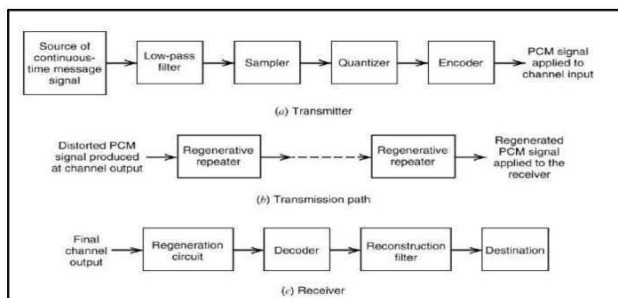 Source of
continuous-
time message
signal
Low-pass
filter
Sampler
Quantizer
Encoder
PCM signal
applied to
channel input
(a) Transmitter
Distorted PCM
signal produced
at channel output
Regenerative
repeater
Regenerative
repeater
Regenerated
PCM signal
applied to the
receiver
(b) Transmission path
Final
channel
output
Regeneration
circuit
Decoder
Reconstruction
filter
Destination
(c) Receiver